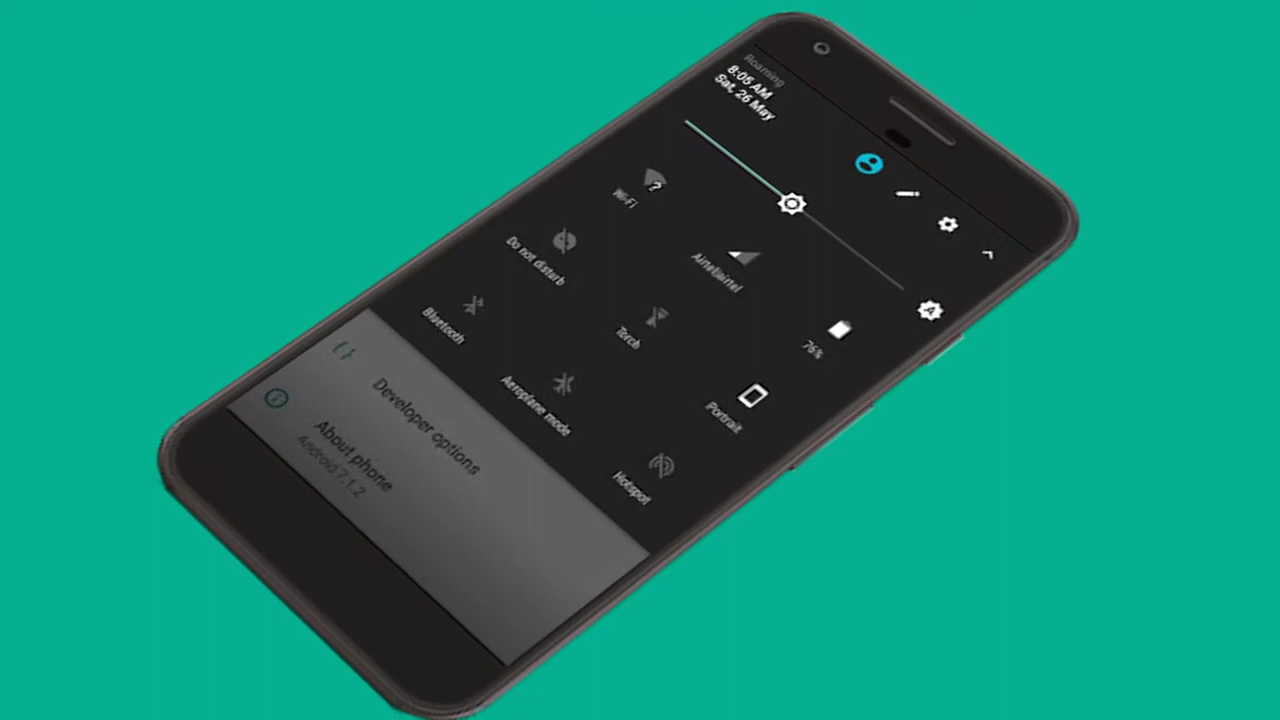 Roaming
8:05 AM
Sat, 26 May
Wi-Fi
Airtel|airtel
76%
Do not disturb
Torch
Portrait
Bluetooth
Aeroplane mode
Hotspot
Developer options
About phone
Android 7.1.2